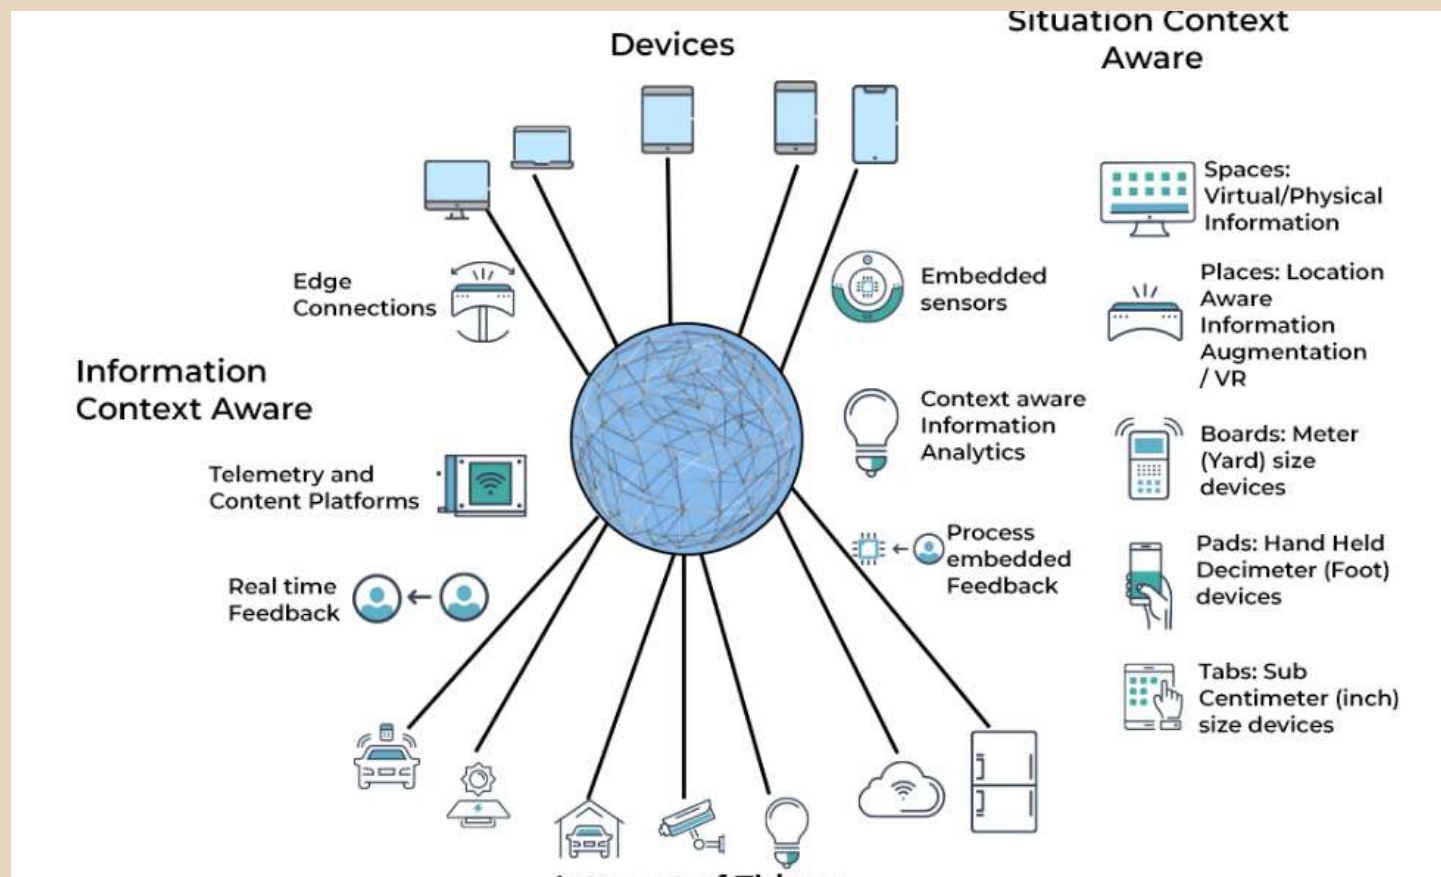 Devices
Situation Context
Aware
Edge
Connections
Embedded
sensors
Information
Context Aware
Context aware
Information
Analytics
Telemetry and
Content Platforms
Real time
Feedback
Process
embedded
Feedback
Spaces:
Virtual/Physical
Information
Places: Location
Aware
Information
Augmentation
/ VR
Boards: Meter
(Yard) size
devices
Pads: Hand Held
Decimeter (Foot)
devices
Tabs: Sub
Centimeter (inch)
size devices